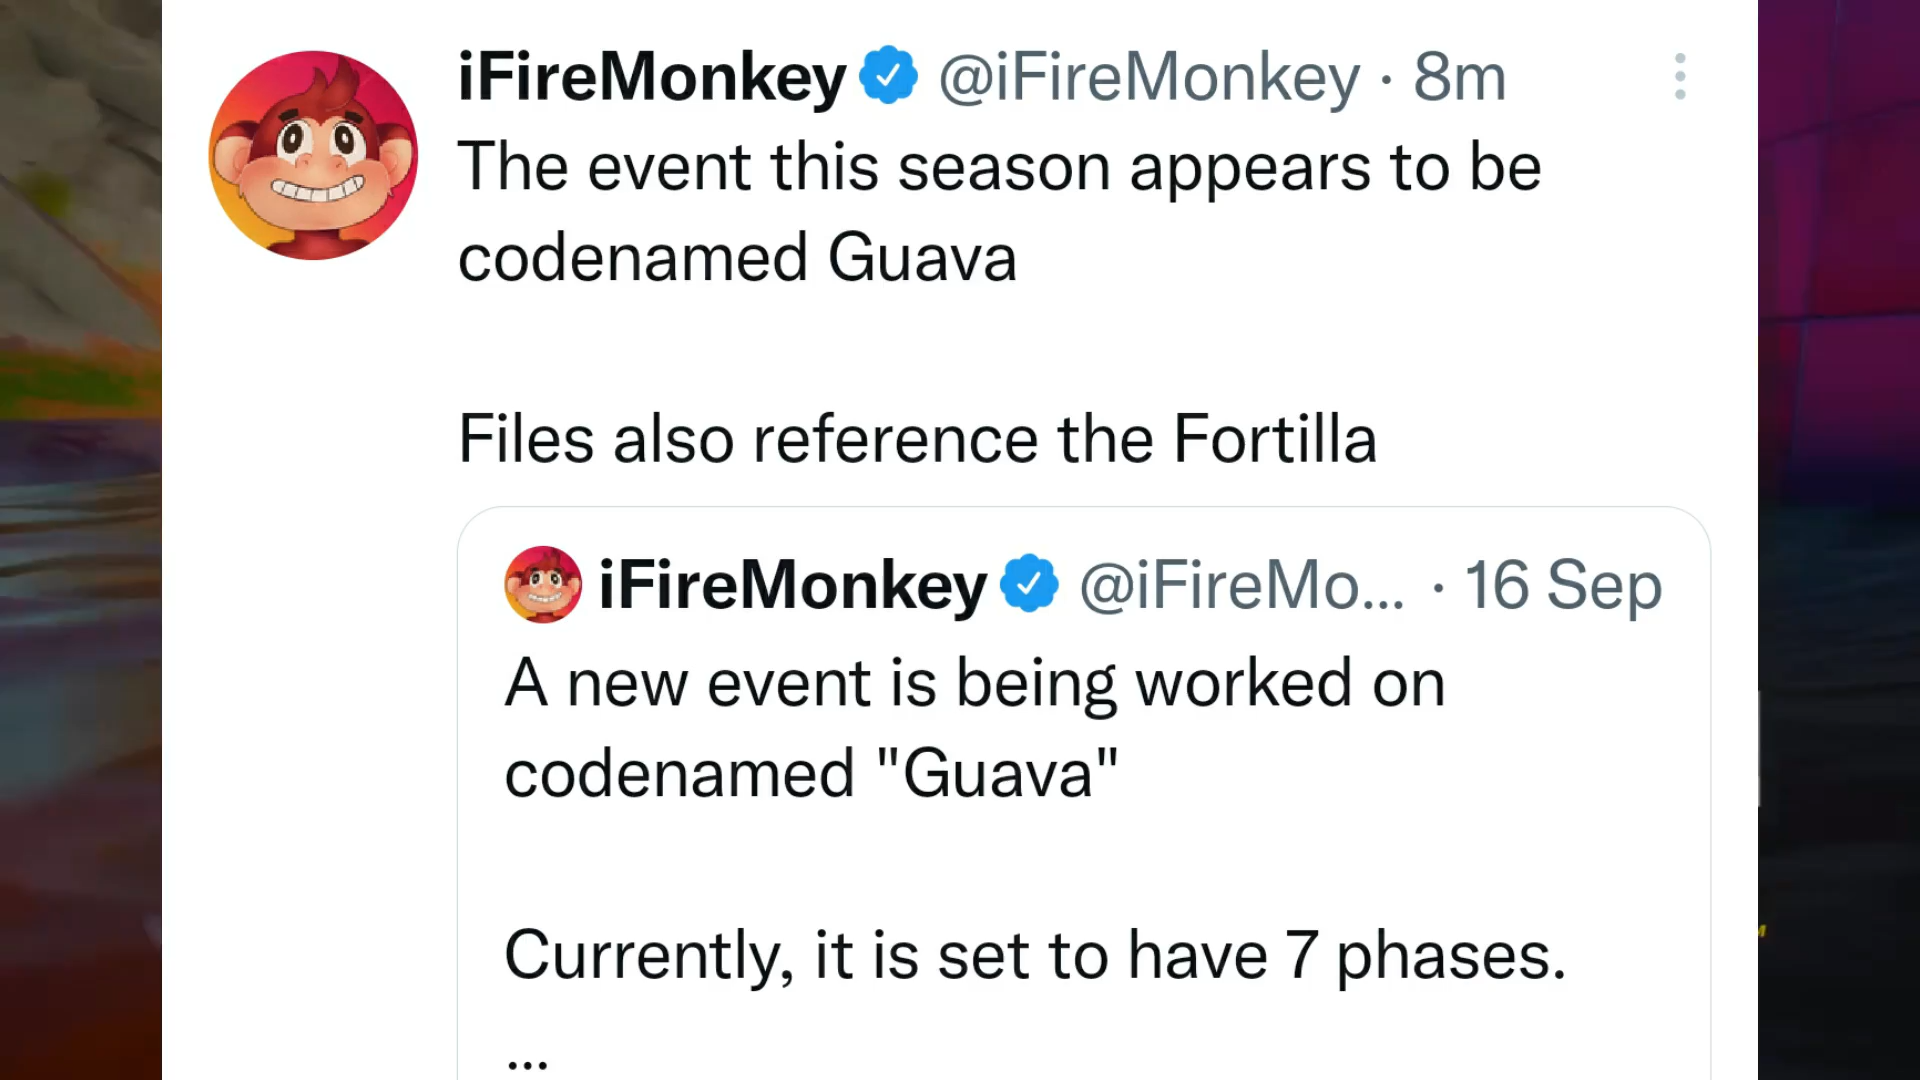 iFireMonkey @iFireMonkey · 8m
The event this season appears to be
codenamed Guava
Files also reference the Fortilla
iFireMonkey @iFireMo... · 16 Sep
A new event is being worked on
codenamed "Guava"
Currently, it is set to have 7 phases.
...